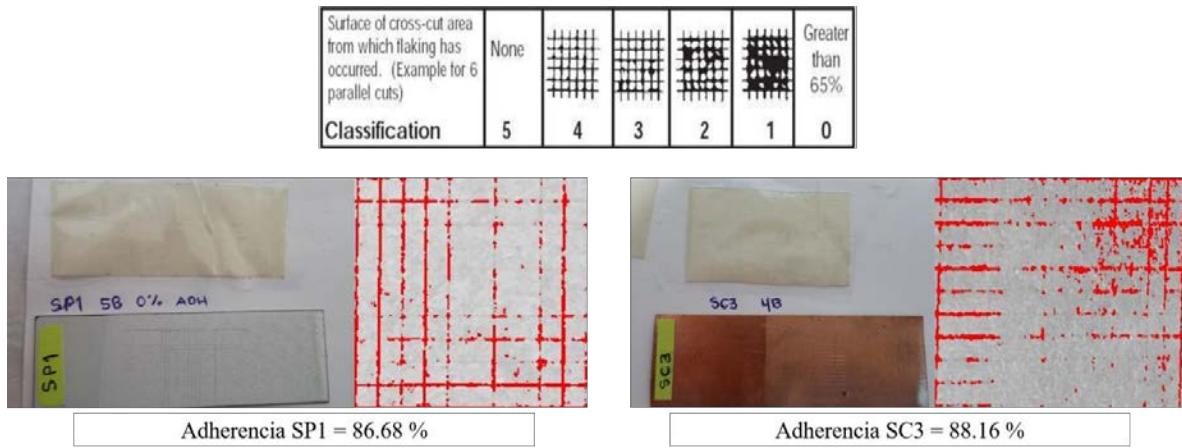 Surface of cross-cut area
from which flaking has
occurred. (Example for 6
parallel cuts)
None
Greater
than
65%
Classification
5
4
3
2
1
0
SP1 5B 0% ADH
SP1
SC3 4B
SC3
Adherencia SP1 = 86.68 %
Adherencia SC3 = 88.16 %